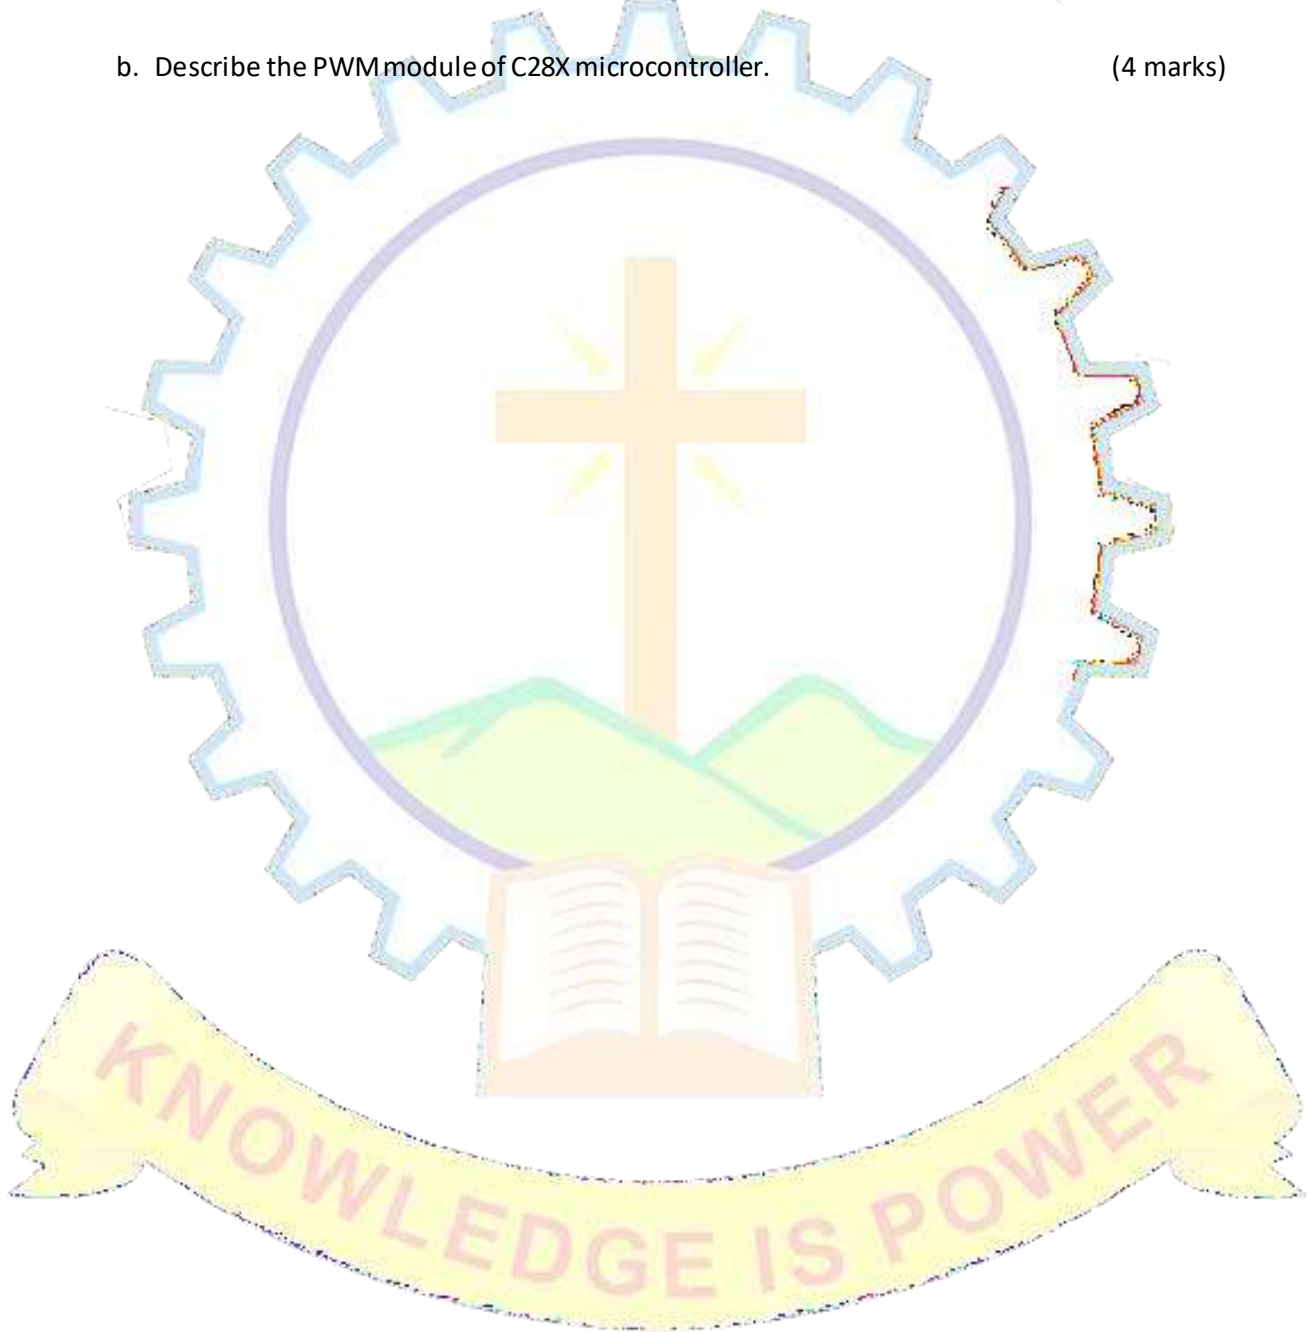 b. Describe the PWM module of C28X microcontroller. (4 marks)
KNOWLEDGE IS POWER